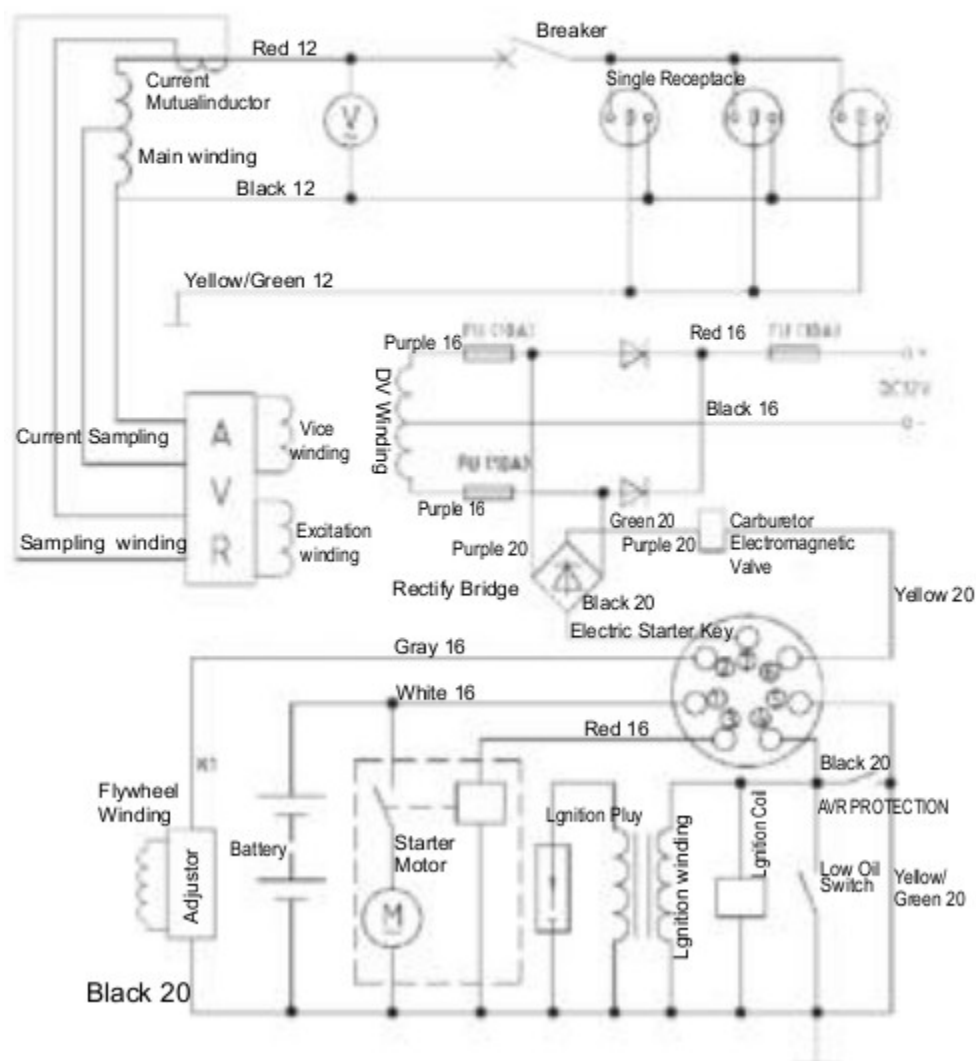 Breaker
Red 12
Current
Mutualinductor
Single Receptacle
V
Main winding
Black 12
Yellow/Green 12
Purple 16
Red 16
DV Winding
Black 16
DC12V
A
V
R
Current Sampling
Vice
winding
Purple 16
Sampling winding
Excitation
winding
Green 20
Purple 20
Purple 20
Carburetor
Electromagnetic
Valve
Rectify Bridge
Black 20
Yellow 20
Electric Starter Key
Gray 16
White 16
Red 16
Black 20
AVR PROTECTION
Flywheel
Winding
Adjustor
Battery
Starter
Motor
M
Lgnition Pluy
Lgnition winding
Lgnition Coil
Low Oil
Switch
Yellow/
Green 20
Black 20